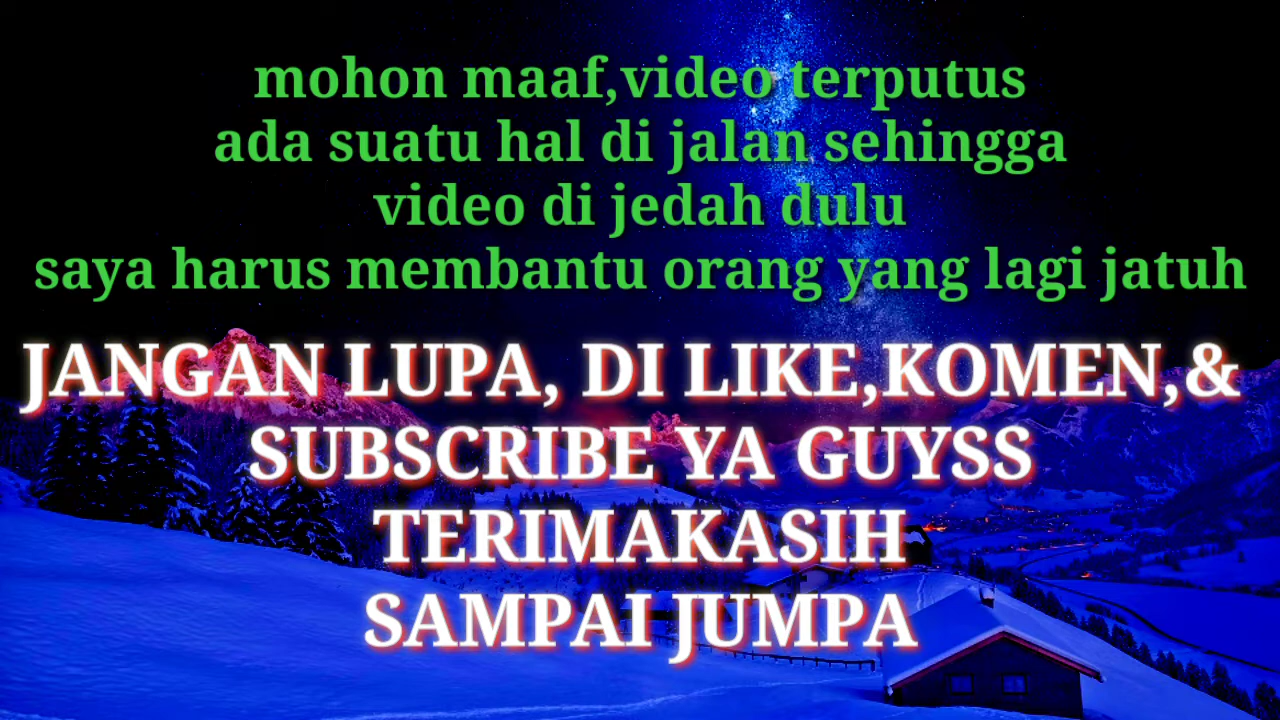 mohon maaf,video terputus
ada suatu hal di jalan sehingga
video di jedah dulu
saya harus membantu orang yang lagi jatuh
JANGAN LUPA, DI LIKE,KOMEN,&
SUBSCRIBE YA GUYSS
TERIMAKASIH
SAMPAI JUMPA